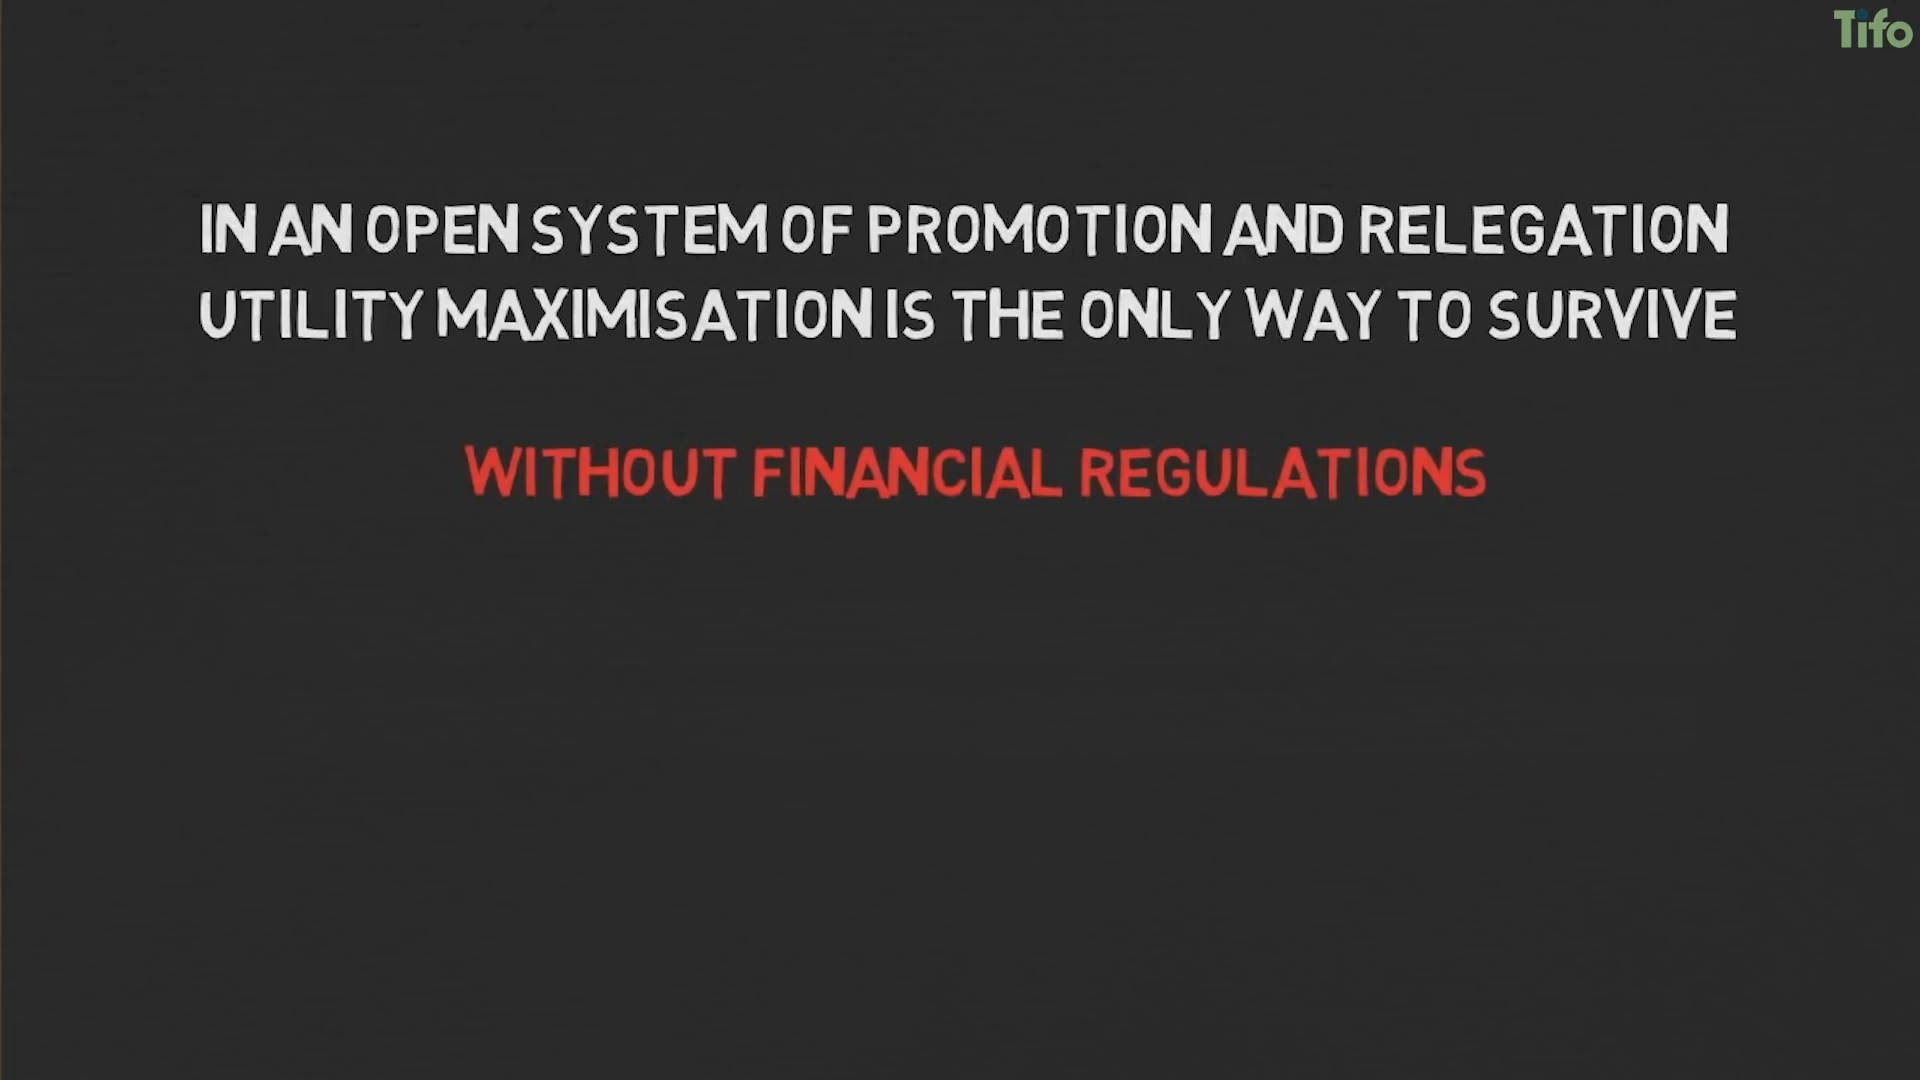 Tifo
IN AN OPEN SYSTEM OF PROMOTION AND RELEGATION
UTILITY MAXIMISATION IS THE ONLY WAY TO SURVIVE
WITHOUT FINANCIAL REGULATIONS